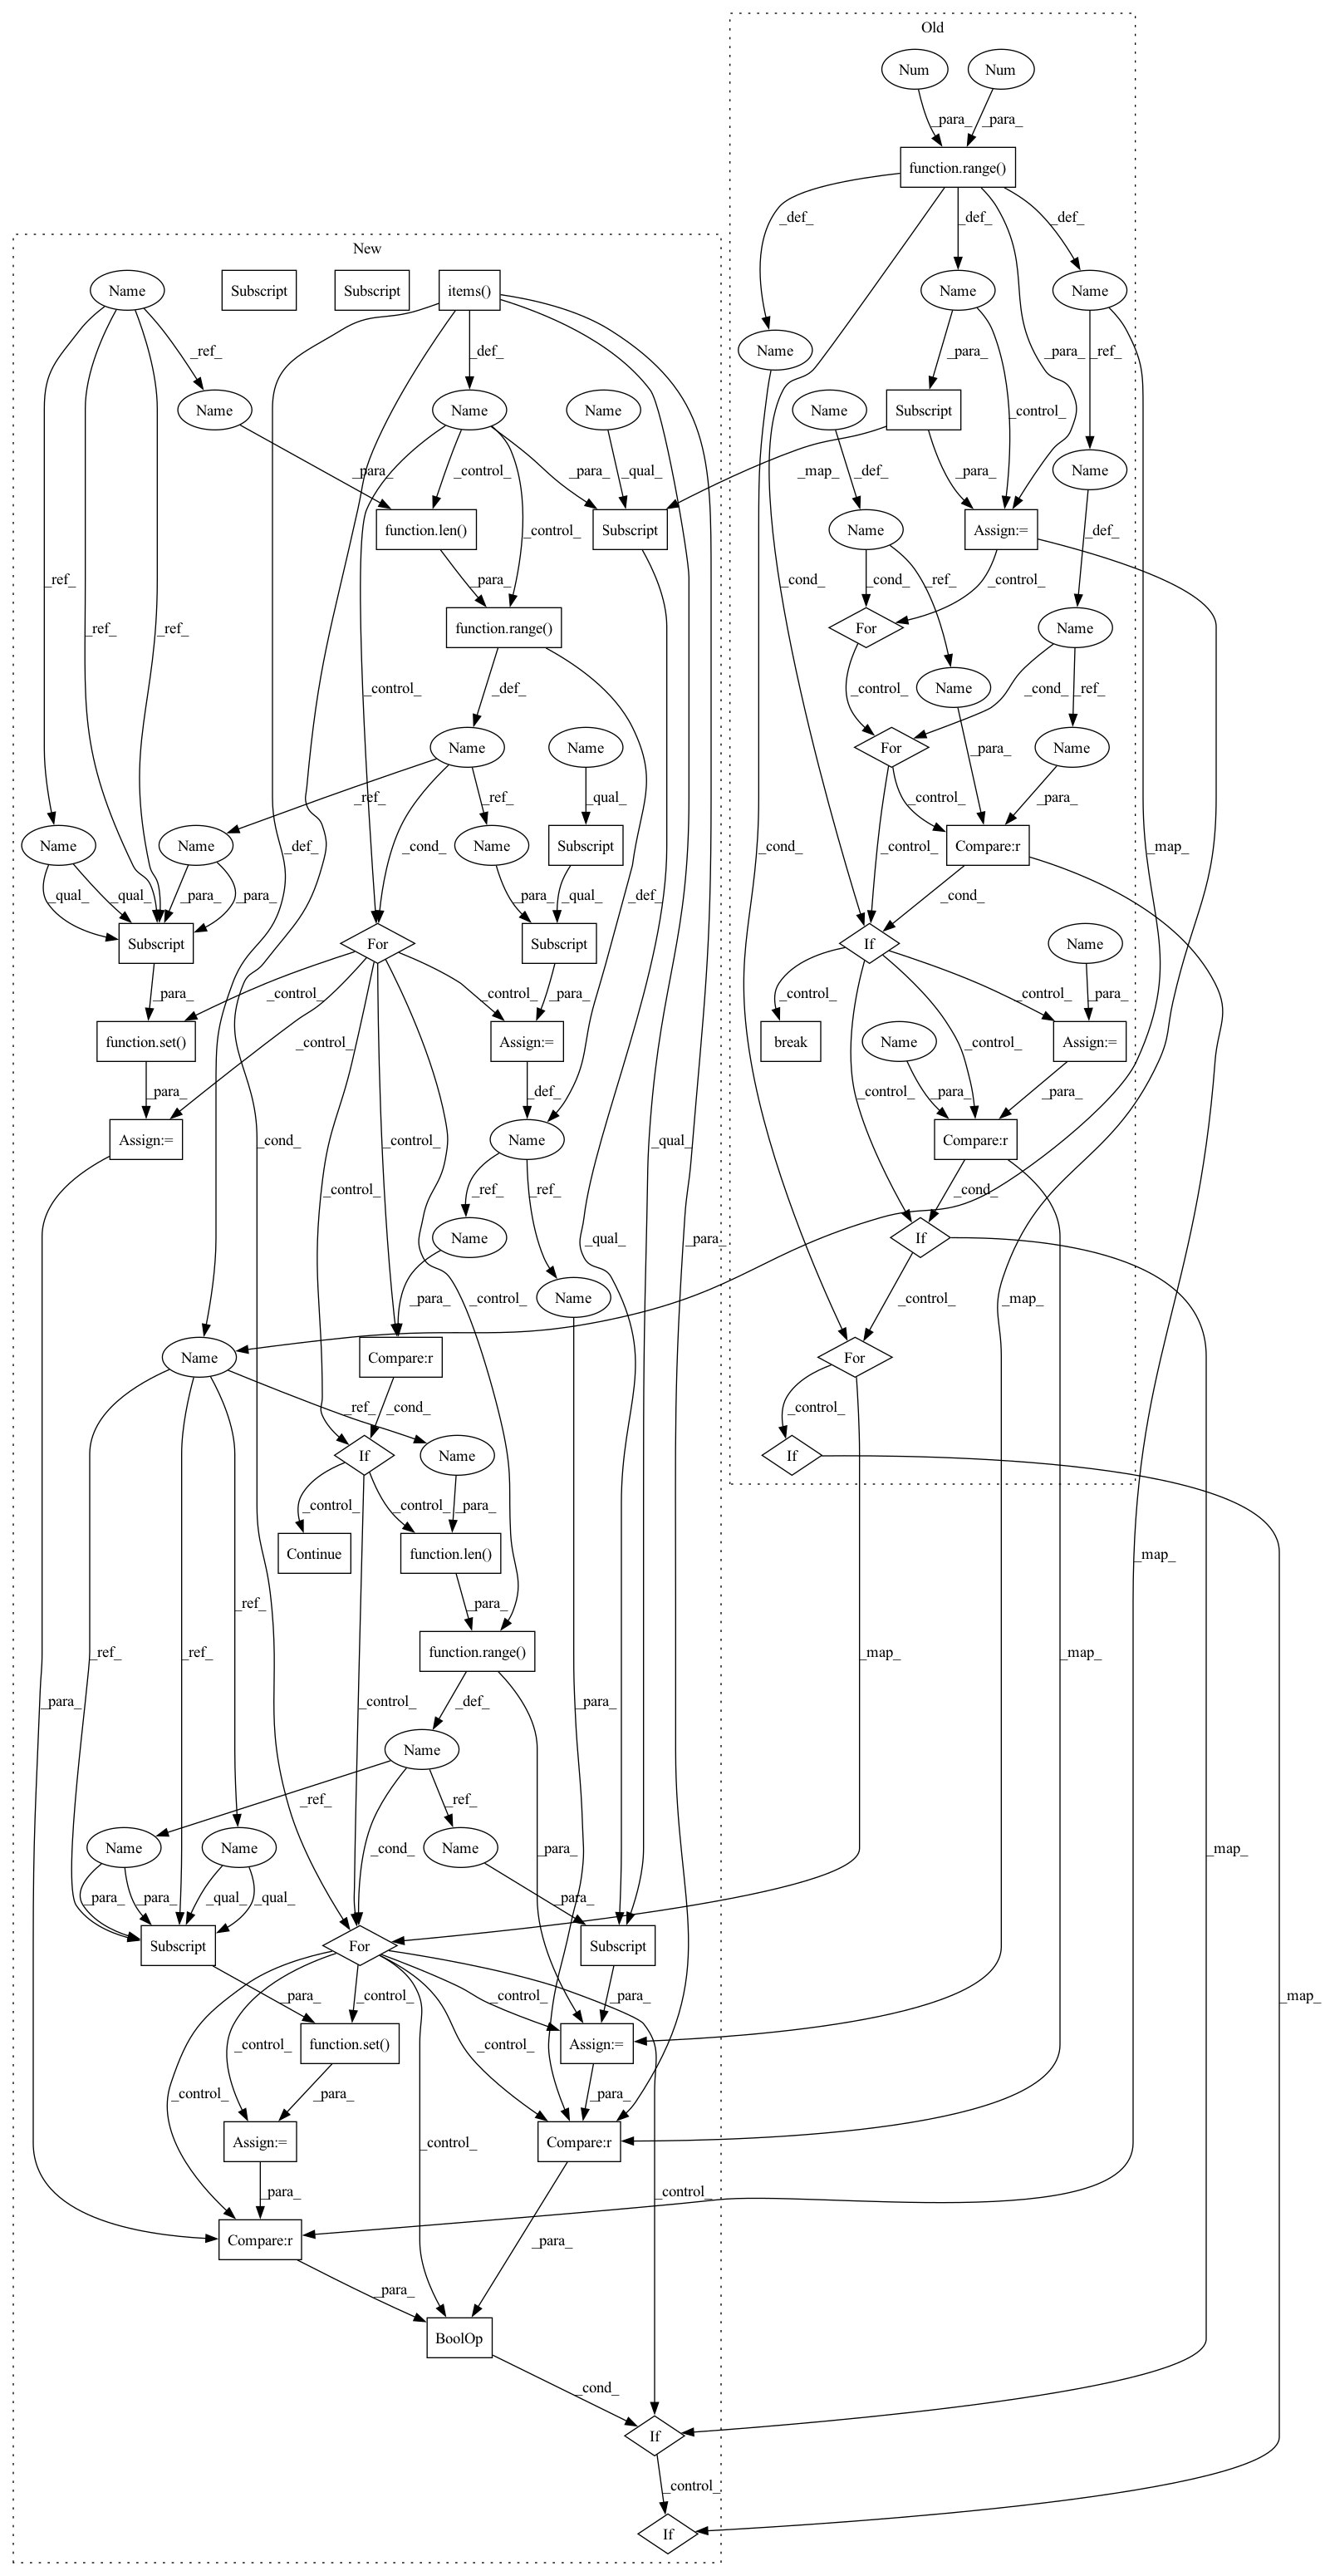 Old
Num Num
_para_ _para_
function.range()
New
_def_ _def_ _def_
Name Subscript Subscript items() Name Name
_ref_ _def_ _para_ _ref_
Name
_para_
Name Name Name Name Subscript _control_
_para_ _control_ _para_ _qual_ _map_ _def_ _para_ Name
function.len() Subscript Name Assign:= _def_
_control_
_para_ _cond_ _cond_ _ref_ _control_
_ref_ _ref_ _ref_ function.range() For Name
_control_ _def_ Name _control_ _cond_ _ref_
Name Name For _para_ Name
_ref_ _ref_ _qual_ _control_ _para_
Name Name _def_ _cond_ Name Subscript _cond_ _control_ Compare:r _map_
_qual_ _qual_ _para_ _para_ _para_ _qual_ _def_ _cond_
Subscript For Subscript If Name
_para_ _control_ _control_ _para_ _control_ _control_ _para_
function.set() Assign:= break Name Assign:=
_para_ _control_ _def_ _control_ _para_ _para_
Assign:= _cond_ _control_ Name _qual_ _control_ Compare:r
_control_ _ref_ _ref_ _cond_
Name _qual_ _para_ If
_para_ _control_ Name _control_ _map_
Name Compare:r For
_ref_ _cond_ _control_
If Name If
_control_ _control_ _para_
Continue function.len() _map_
_ref_ _para_
function.range()
_ref_ _ref_ _map_ _map_
_para_ _control_ _def_ _para_
Name
_ref_ _ref_
Name Name _cond_ Name _para_ _map_
_para_ _para_ _qual_ _qual_ _para_
Subscript For Subscript
_para_ _control_ _control_ _para_ _map_
function.set() Assign:=
_control_ _para_ _control_ _para_
_control_
Assign:= _control_ Compare:r
_para_ _control_
Compare:r
_para_ _para_
BoolOp
_cond_
If
_control_
If